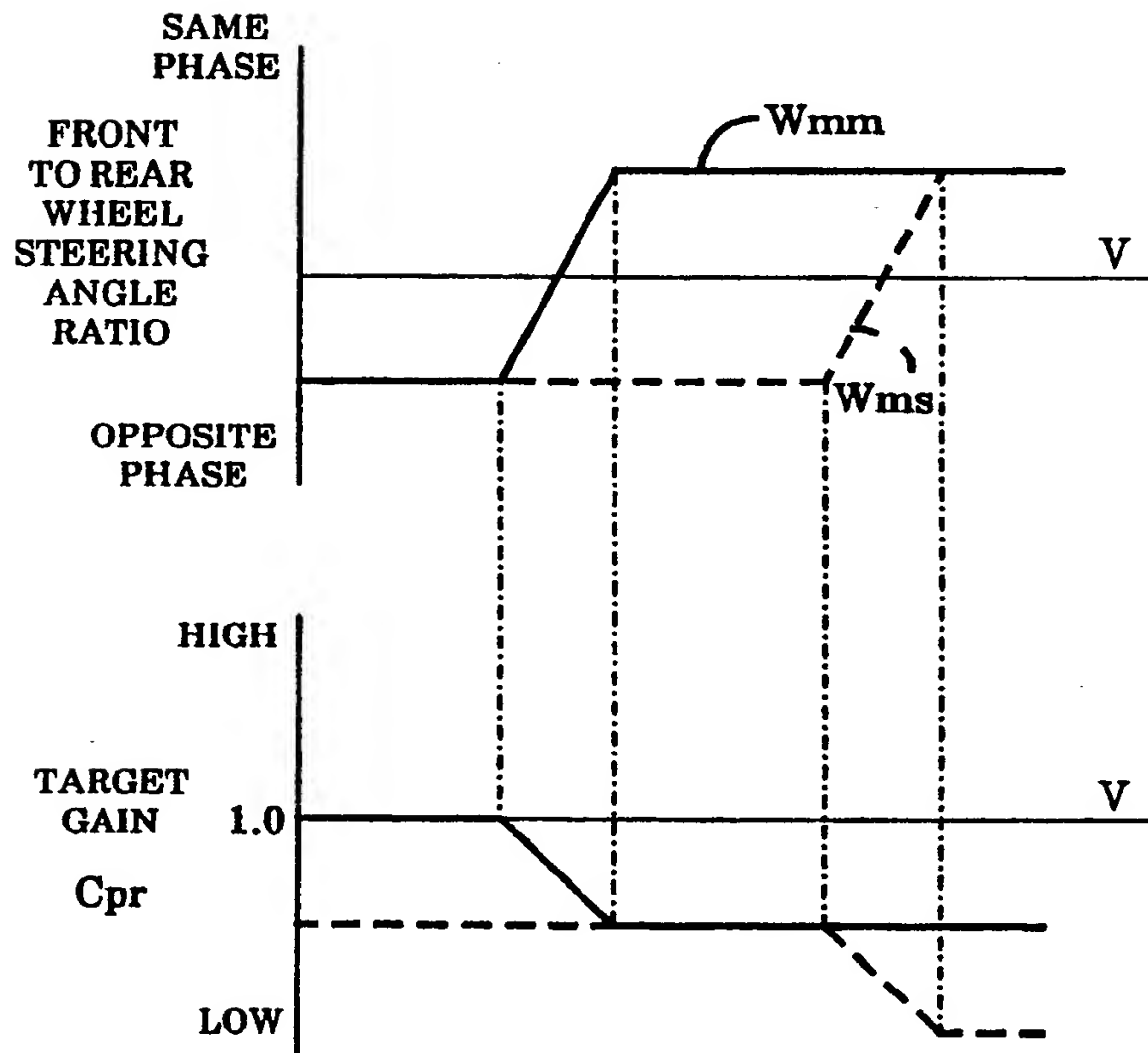 SAME
PHASE
FRONT
TO REAR
WHEEL
STEERING
ANGLE
RATIO
OPPOSITE
PHASE
Wmm
V
Wms
HIGH
TARGET
GAIN
1.0
V
Cpr
LOW